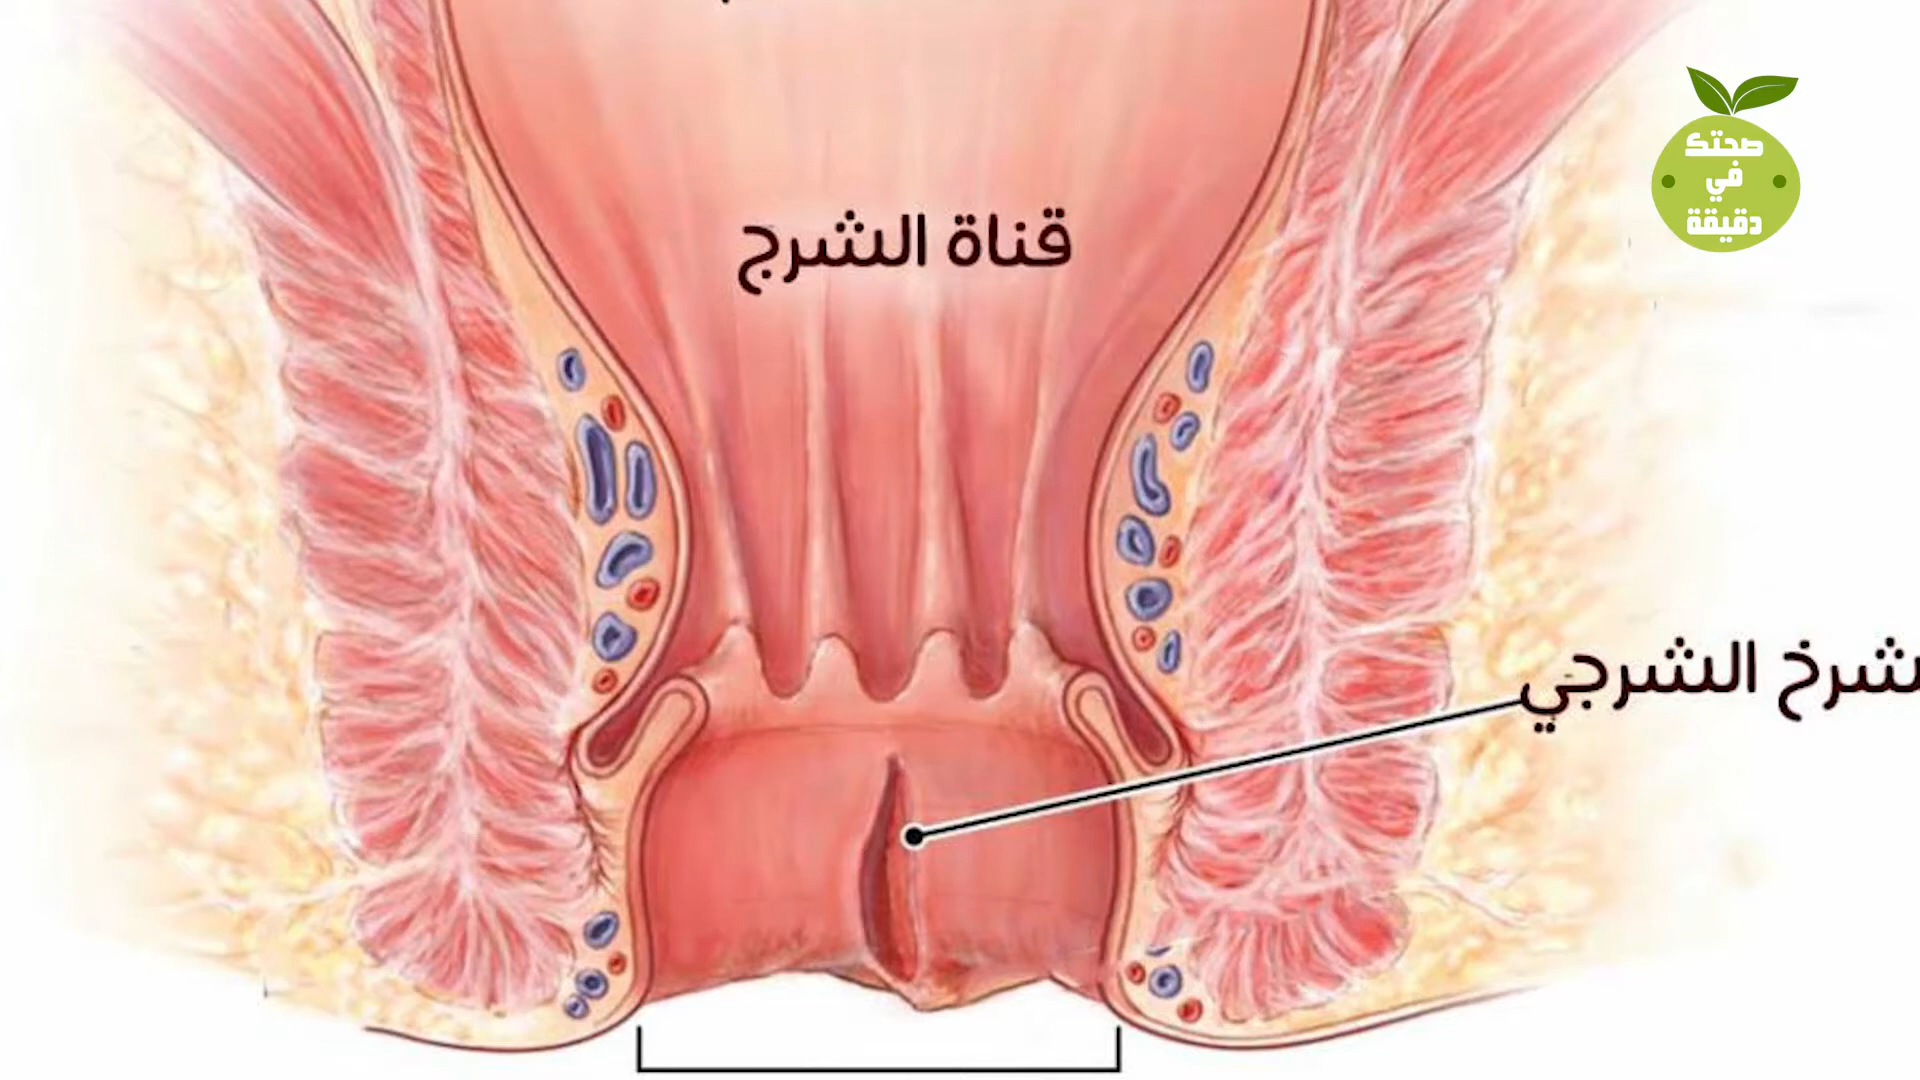 صحتك
في
دقيقة
قناة الشرج
شرخ الشرجي